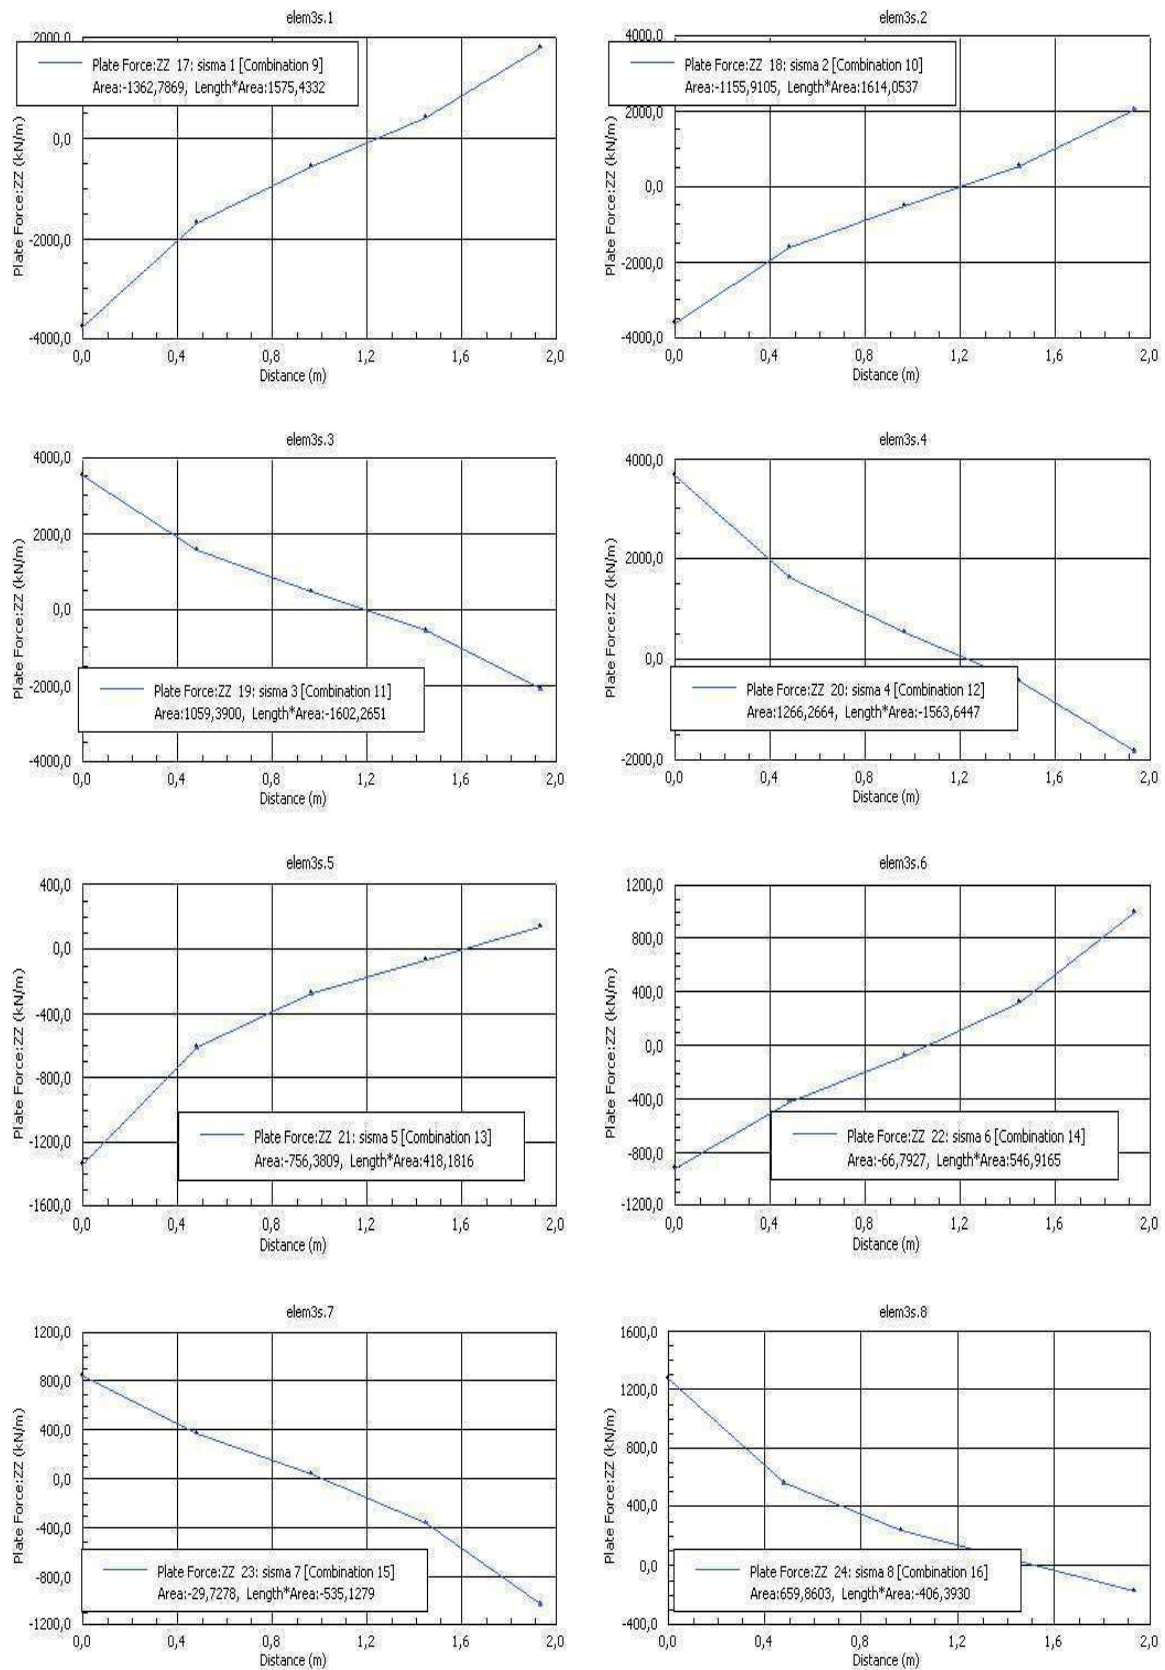 elem3s.1
2000,0
0,0
-2000,0
-4000,0
Plate Force:ZZ (kN/m)
Plate Force:ZZ 17: sisma 1 [Combination 9]
Area:-1362,7869, Length*Area:1575,4332
0,0 0,4 0,8 1,2 1,6 2,0
Distance (m)
elem3s.2
4000,0
2000,0
0,0
-2000,0
-4000,0
Plate Force:ZZ (kN/m)
Plate Force:ZZ 18: sisma 2 [Combination 10]
Area:-1155,9105, Length*Area:1614,0537
0,0 0,4 0,8 1,2 1,6 2,0
Distance (m)
elem3s.3
4000,0
2000,0
0,0
-2000,0
-4000,0
Plate Force:ZZ (kN/m)
Plate Force:ZZ 19: sisma 3 [Combination 11]
Area:1059,3900, Length*Area:-1602,2651
0,0 0,4 0,8 1,2 1,6 2,0
Distance (m)
elem3s.4
4000,0
2000,0
0,0
-2000,0
Plate Force:ZZ (kN/m)
Plate Force:ZZ 20: sisma 4 [Combination 12]
Area:1266,2664, Length*Area:-1563,6447
0,0 0,4 0,8 1,2 1,6 2,0
Distance (m)
elem3s.5
400,0
0,0
-400,0
-800,0
-1200,0
-1600,0
Plate Force:ZZ (kN/m)
Plate Force:ZZ 21: sisma 5 [Combination 13]
Area:-756,3809, Length*Area:418,1816
0,0 0,4 0,8 1,2 1,6 2,0
Distance (m)
elem3s.6
1200,0
800,0
400,0
0,0
-400,0
-800,0
-1200,0
Plate Force:ZZ (kN/m)
Plate Force:ZZ 22: sisma 6 [Combination 14]
Area:-66,7927, Length*Area:546,9165
0,0 0,4 0,8 1,2 1,6 2,0
Distance (m)
elem3s.7
1200,0
800,0
400,0
0,0
-400,0
-800,0
-1200,0
Plate Force:ZZ (kN/m)
Plate Force:ZZ 23: sisma 7 [Combination 15]
Area:-29,7278, Length*Area:-535,1279
0,0 0,4 0,8 1,2 1,6 2,0
Distance (m)
elem3s.8
1600,0
1200,0
800,0
400,0
0,0
-400,0
Plate Force:ZZ (kN/m)
Plate Force:ZZ 24: sisma 8 [Combination 16]
Area:659,8603, Length*Area:-406,3930
0,0 0,4 0,8 1,2 1,6 2,0
Distance (m)